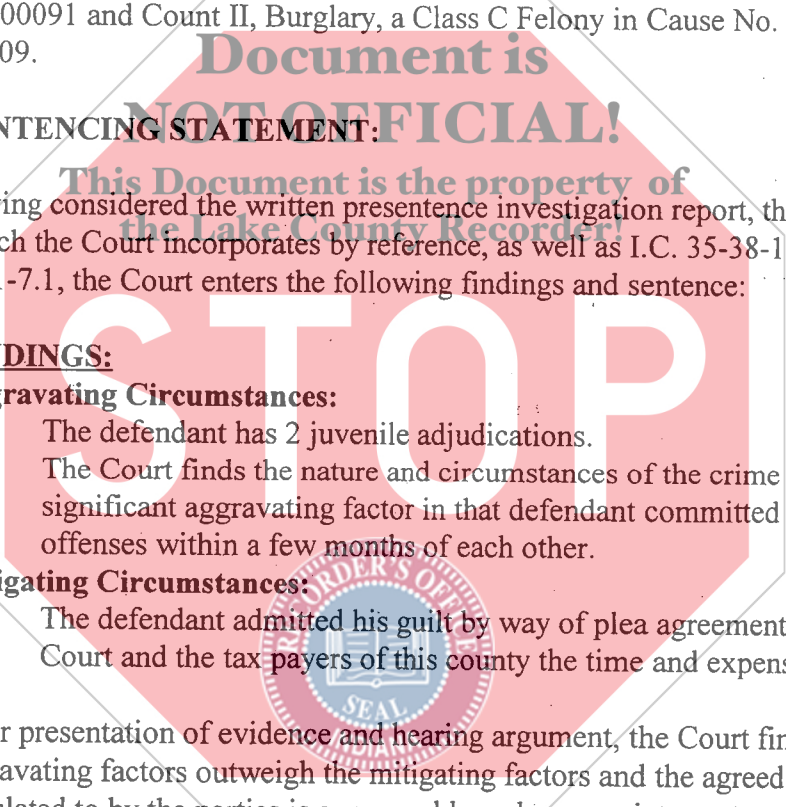 00091 and Count II, Burglary, a Class C Felony in Cause No.
09.
Document is
NOT OFFICIAL!
NTENCING STATEMENT:
This Document is the property of
the Lake County Recorder!
ing considered the written presentence investigation report, th
ch the Court incorporates by reference, as well as I.C. 35-38-1
-7.1, the Court enters the following findings and sentence:
STOP
DINGS:
gravating Circumstances:
The defendant has 2 juvenile adjudications.
The Court finds the nature and circumstances of the crime
significant aggravating factor in that defendant committed
offenses within a few months of each other.
igating Circumstances:
The defendant admitted his guilt by way of plea agreement
Court and the tax payers of this county the time and expens
RECORDER'S OFFICE
SEAL
r presentation of evidence and hearing argument, the Court fin
avating factors outweigh the mitigating factors and the agreed
by the parties is